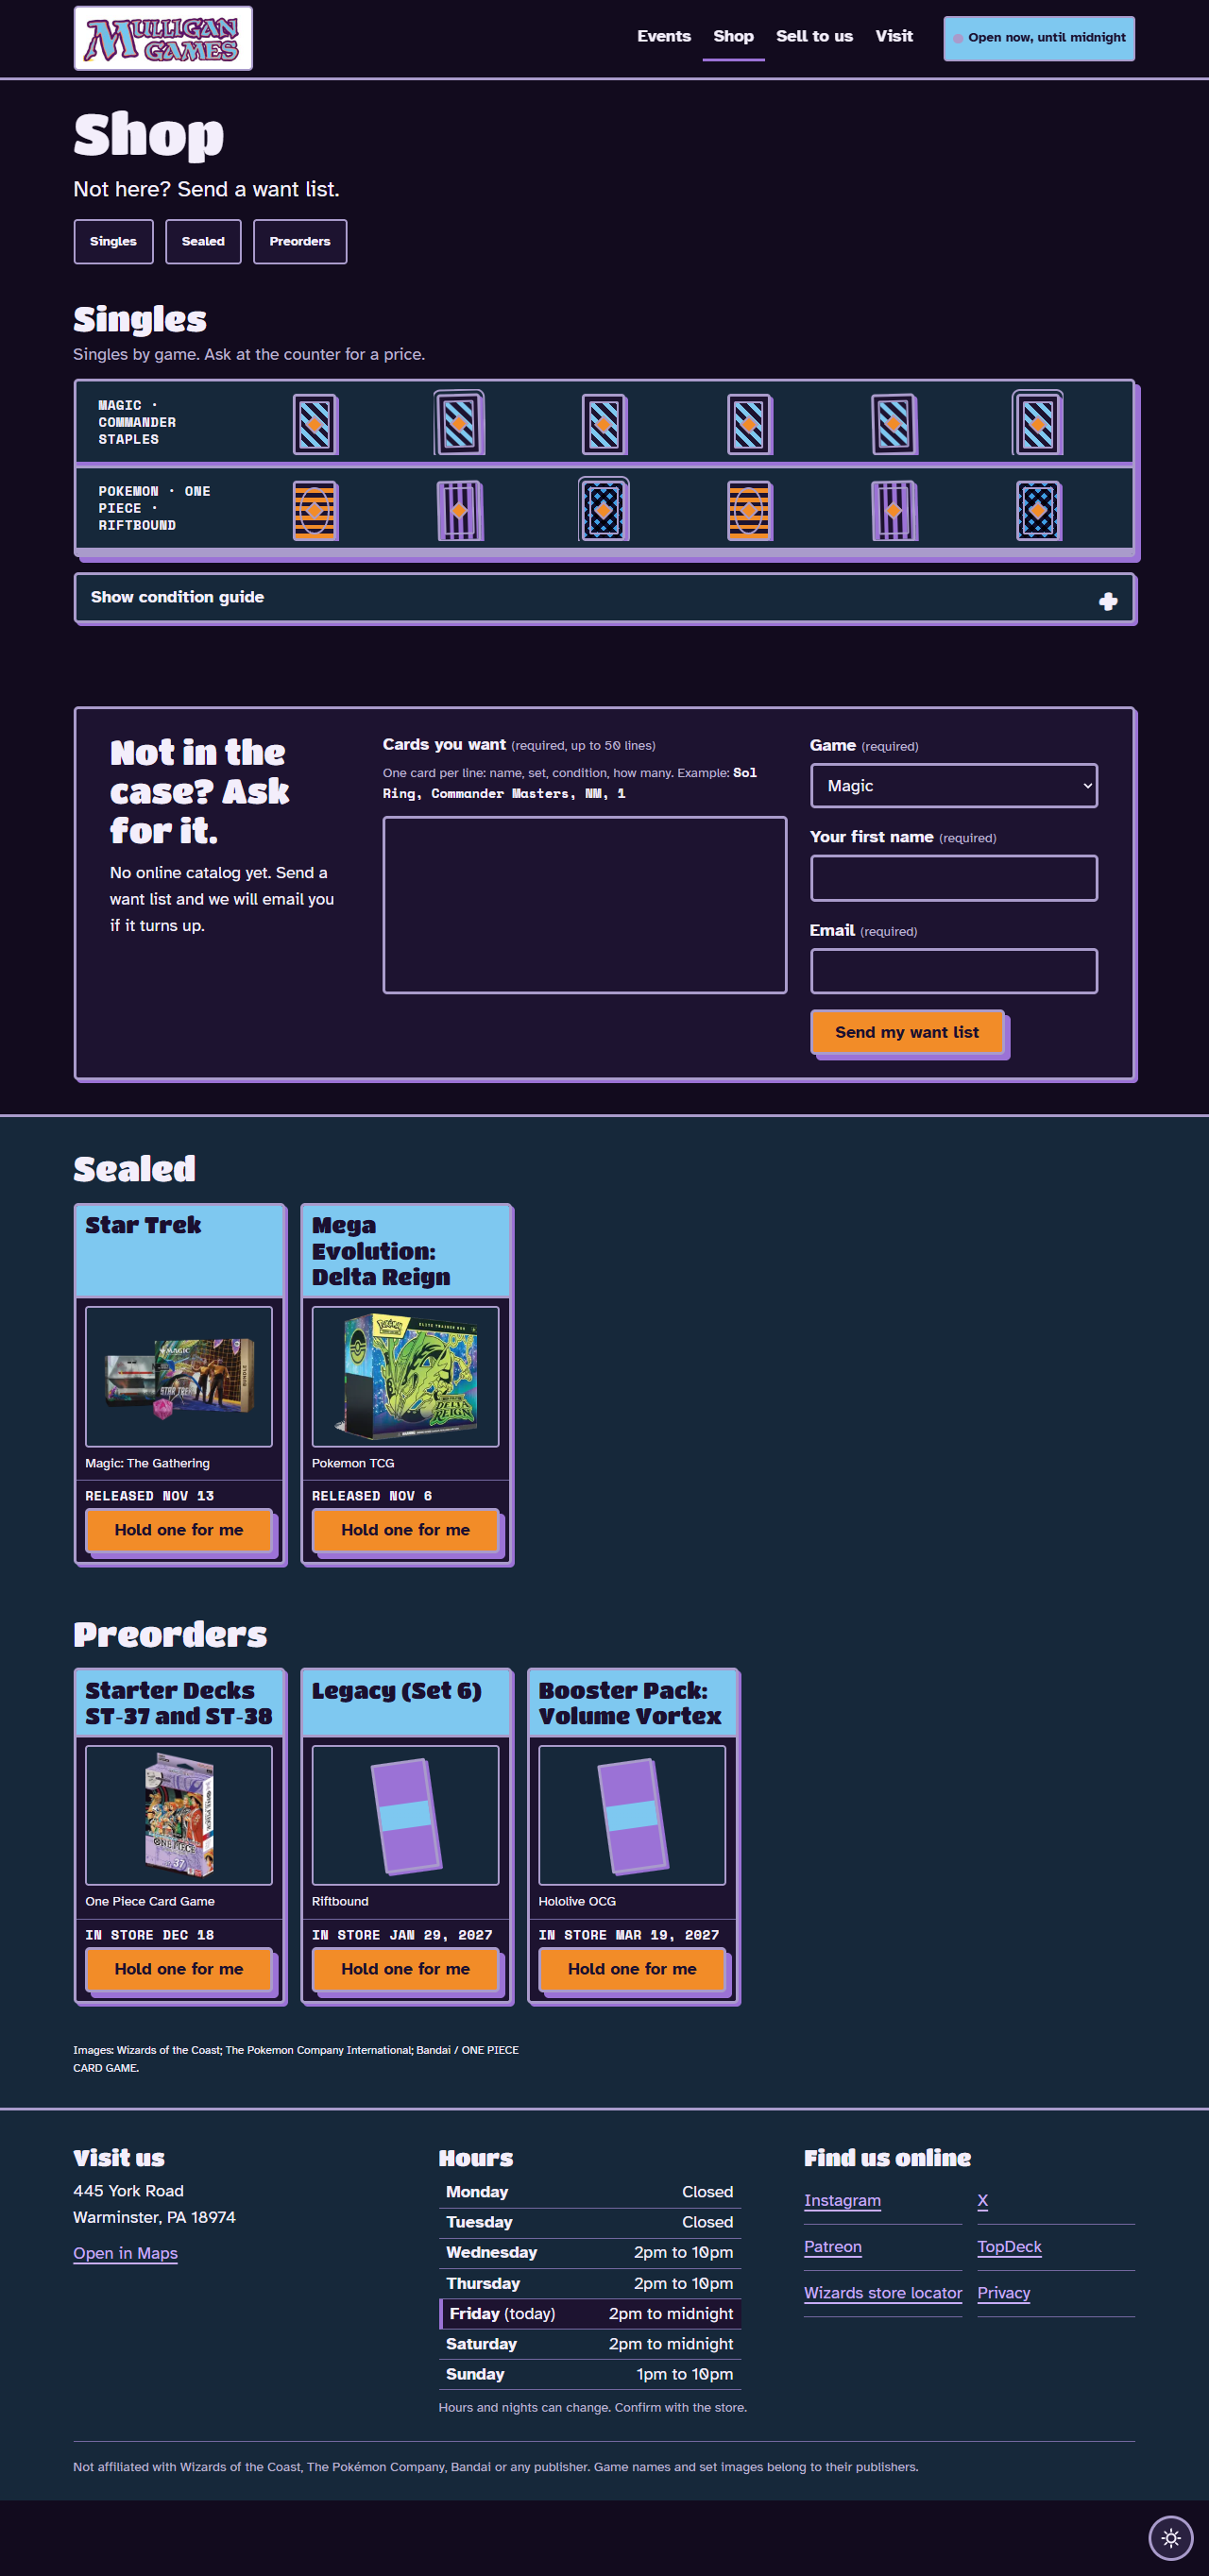 MULLIGAN
GAMES
Events
Shop
Sell to us
Visit
Open now, until midnight
Shop
Not here? Send a want list.
Singles
Sealed
Preorders
Singles
Singles by game. Ask at the counter for a price.
MAGIC ·
COMMANDER
STAPLES
POKEMON · ONE
PIECE ·
RIFTBOUND
Show condition guide
Not in the
case? Ask
for it.
No online catalog yet. Send a
want list and we will email you
if it turns up.
Cards you want (required, up to 50 lines)
One card per line: name, set, condition, how many. Example: Sol
Ring, Commander Masters, NM, 1
Game (required)
Magic
Your first name (required)
Email (required)
Send my want list
Sealed
Star Trek
MAGIC
STAR TREK
BUNDLE
Magic: The Gathering
RELEASED NOV 13
Hold one for me
Mega
Evolution:
Delta Reign
POKEMON
ELITE TRAINER BOX
DELTA
REIGN
Pokemon TCG
RELEASED NOV 6
Hold one for me
Preorders
Starter Decks
ST-37 and ST-38
ONE PIECE
37
One Piece Card Game
IN STORE DEC 18
Hold one for me
Legacy (Set 6)
Riftbound
IN STORE JAN 29, 2027
Hold one for me
Booster Pack:
Volume Vortex
Hololive OCG
IN STORE MAR 19, 2027
Hold one for me
Images: Wizards of the Coast; The Pokemon Company International; Bandai / ONE PIECE
CARD GAME.
Visit us
445 York Road
Warminster, PA 18974
Open in Maps
Hours
Monday Closed
Tuesday Closed
Wednesday 2pm to 10pm
Thursday 2pm to 10pm
Friday (today) 2pm to midnight
Saturday 2pm to midnight
Sunday 1pm to 10pm
Hours and nights can change. Confirm with the store.
Find us online
Instagram
X
Patreon
TopDeck
Wizards store locator
Privacy
Not affiliated with Wizards of the Coast, The Pokémon Company, Bandai or any publisher. Game names and set images belong to their publishers.